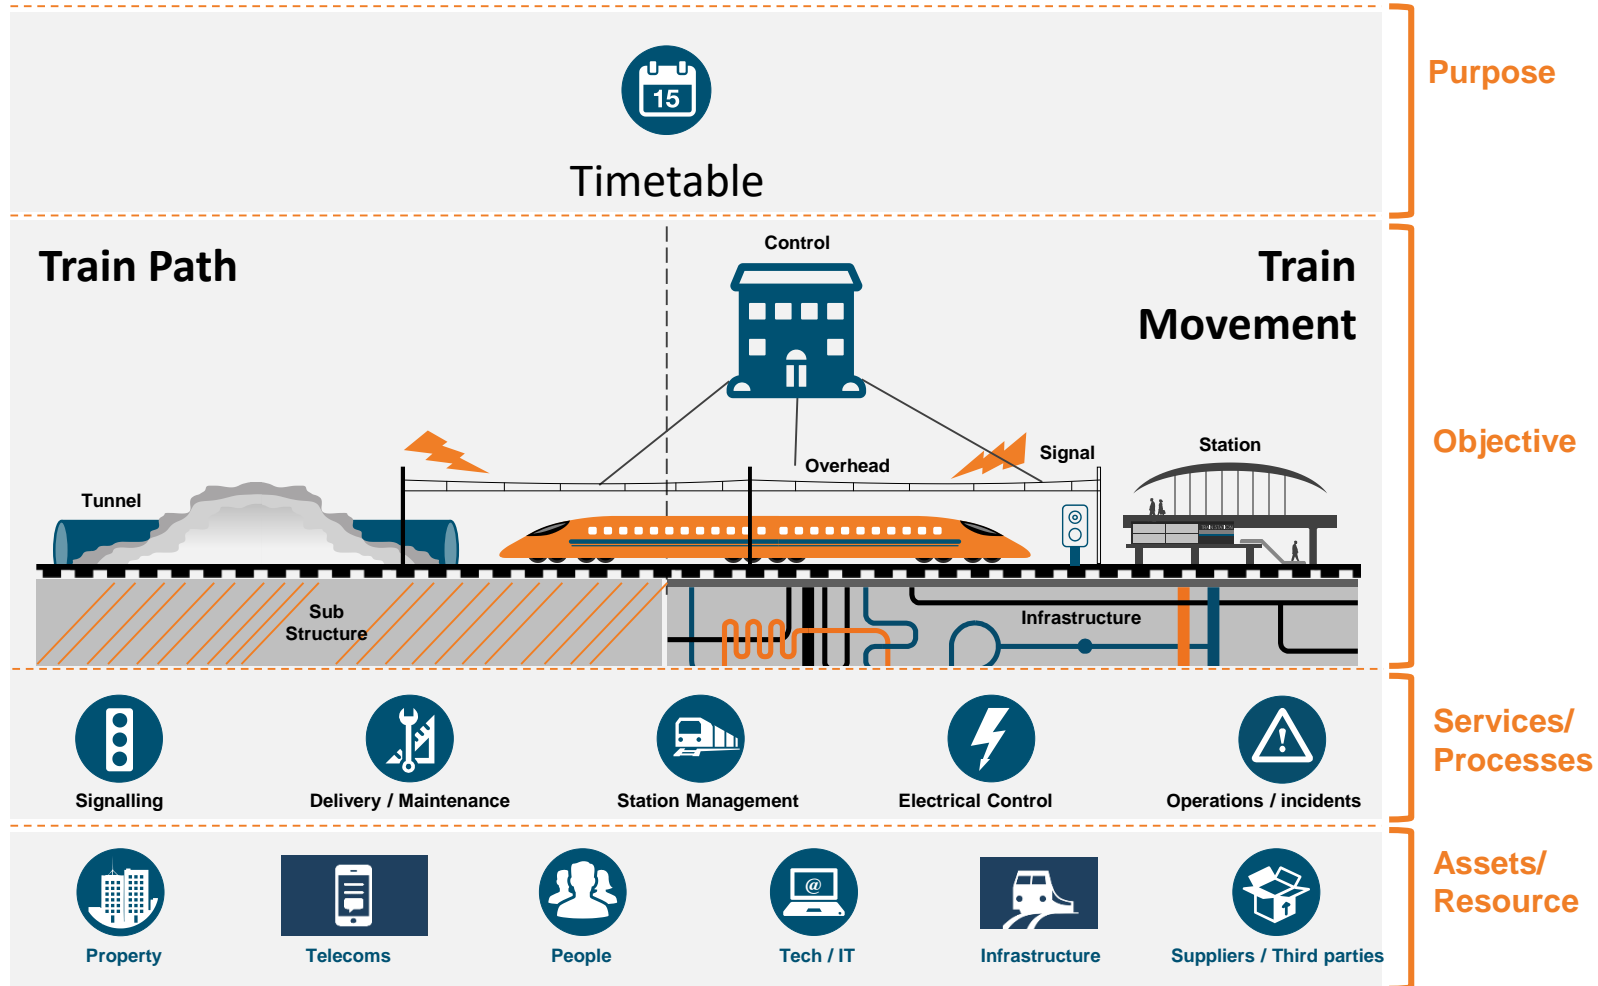 15
Timetable
Purpose
Train Path
Control
Train
Movement
Objective
Tunnel
Overhead
Signal
Station
Sub
Structure
Infrastructure
Signalling
Delivery / Maintenance
Station Management
Electrical Control
Operations / incidents
Services/
Processes
@
Property
Telecoms
People
Tech / IT
Infrastructure
Suppliers / Third parties
Assets/
Resource